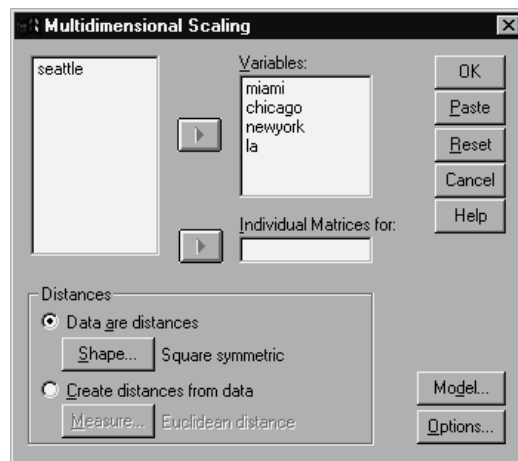 Multidimensional Scaling
seattle
Variables:
miami
chicago
newyork
la
Individual Matrices for:
OK
Paste
Reset
Cancel
Help
Distances
Data are distances
Shape... Square symmetric
Create distances from data
Measure... Euclidean distance
Model...
Options...